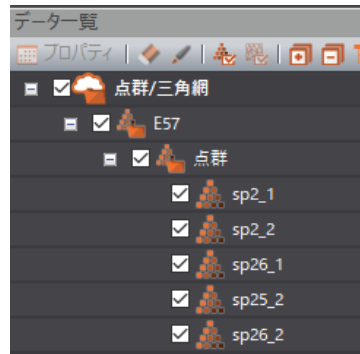 データ一覧
プロパティ
点群/三角網
E57
点群
sp2_1
sp2_2
sp26_1
sp25_2
sp26_2